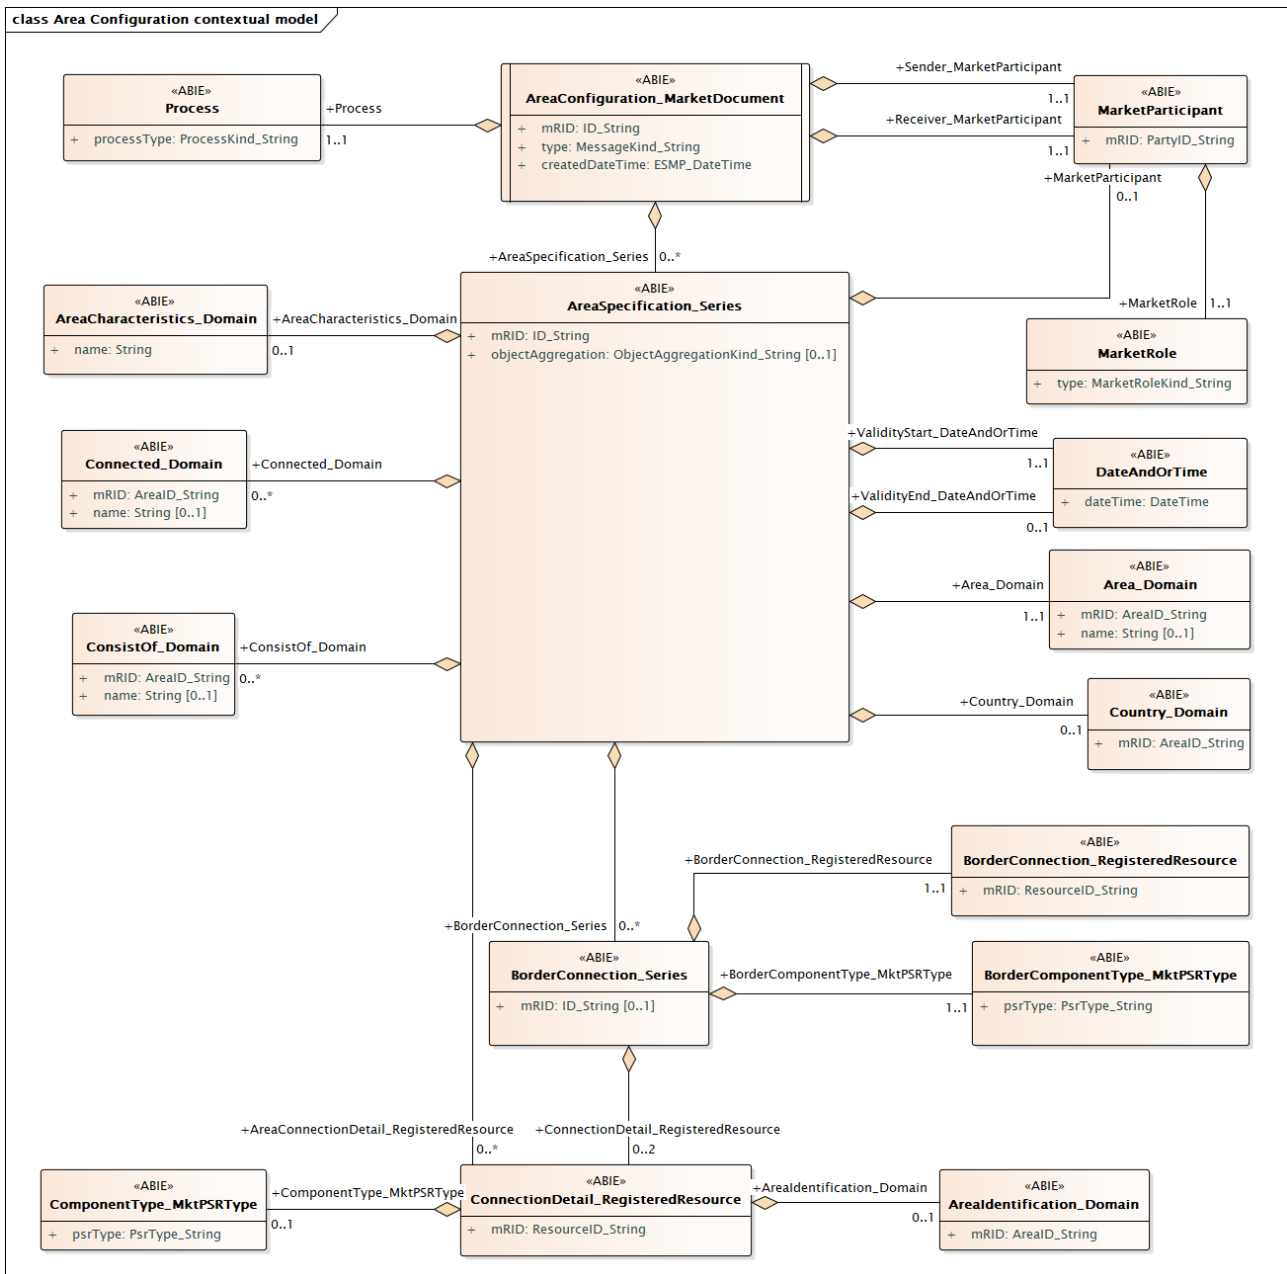 class Area Configuration contextual model
«ABIE»
Process
+ processType: ProcessKind_String
+Process
1..1
«ABIE»
AreaConfiguration_MarketDocument
+ mRID: ID_String
+ type: MessageKind_String
+ createdDateTime: ESMP_DateTime
+Sender_MarketParticipant
1..1
+Receiver_MarketParticipant
1..1
«ABIE»
MarketParticipant
+ mRID: PartyID_String
+MarketParticipant
0..1
+AreaSpecification_Series
0..*
«ABIE»
AreaSpecification_Series
+ mRID: ID_String
+ objectAggregation: ObjectAggregationKind_String [0..1]
+MarketRole
1..1
«ABIE»
MarketRole
+ type: MarketRoleKind_String
«ABIE»
AreaCharacteristics_Domain
+ name: String
+AreaCharacteristics_Domain
0..1
«ABIE»
Connected_Domain
+ mRID: AreaID_String
+ name: String [0..1]
+Connected_Domain
0..*
+ValidityStart_DateAndOrTime
1..1
+ValidityEnd_DateAndOrTime
0..1
«ABIE»
DateAndOrTime
+ dateTime: DateTime
+Area_Domain
1..1
«ABIE»
Area_Domain
+ mRID: AreaID_String
+ name: String [0..1]
«ABIE»
ConsistOf_Domain
+ mRID: AreaID_String
+ name: String [0..1]
+ConsistOf_Domain
0..*
+Country_Domain
0..1
«ABIE»
Country_Domain
+ mRID: AreaID_String
+BorderConnection_RegisteredResource
1..1
«ABIE»
BorderConnection_RegisteredResource
+ mRID: ResourceID_String
+BorderConnection_Series
0..*
«ABIE»
BorderConnection_Series
+ mRID: ID_String [0..1]
+BorderComponentType_MktPSRType
1..1
«ABIE»
BorderComponentType_MktPSRType
+ psrType: PsrType_String
+AreaConnectionDetail_RegisteredResource
0..*
+ConnectionDetail_RegisteredResource
0..2
«ABIE»
ComponentType_MktPSRType
+ psrType: PsrType_String
+ComponentType_MktPSRType
0..1
«ABIE»
ConnectionDetail_RegisteredResource
+ mRID: ResourceID_String
+AreaIdentification_Domain
0..1
«ABIE»
AreaIdentification_Domain
+ mRID: AreaID_String